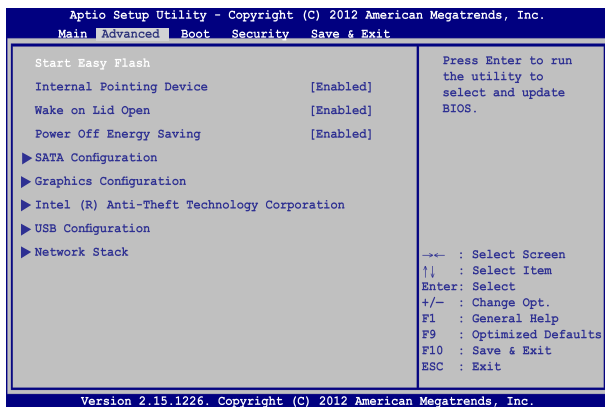 Aptio Setup Utility - Copyright (C) 2012 American Megatrends, Inc.
Main Advanced Boot Security Save & Exit
Start Easy Flash
Internal Pointing Device [Enabled]
Wake on Lid Open [Enabled]
Power Off Energy Saving [Enabled]
SATA Configuration
Graphics Configuration
Intel (R) Anti-Theft Technology Corporation
USB Configuration
Network Stack
Press Enter to run
the utility to
select and update
BIOS.
→← : Select Screen
↑↓ : Select Item
Enter: Select
+/— : Change Opt.
F1 : General Help
F9 : Optimized Defaults
F10 : Save & Exit
ESC : Exit
Version 2.15.1226. Copyright (C) 2012 American Megatrends, Inc.